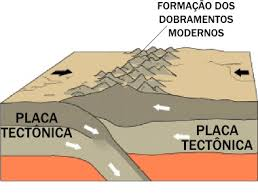 FORMAÇÃO DOS
DOBRAMENTOS
MODERNOS
PLACA
TECTÔNICA
PLACA
TECTÔNICA